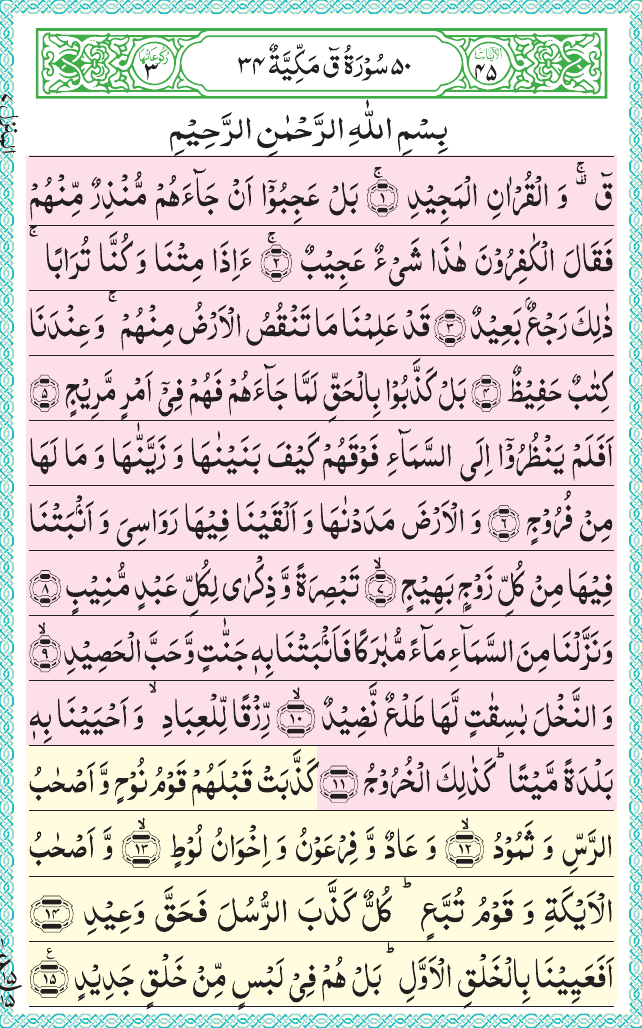 اٰیَاتُهَا ٤٥
٥٠ سُوْرَةُ قٓ مَكِّیَّةٌ ٣٤
رُكُوْعَاتُهَا ٣
بِسْمِ اللّٰهِ الرَّحْمٰنِ الرَّحِیْمِ
قٓ ۫ ۚ وَ الْقُرْاٰنِ الْمَجِیْدِ ۚ ﴿١﴾ بَلْ عَجِبُوْۤا اَنْ جَآءَهُمْ مُّنْذِرٌ مِّنْهُمْ
فَقَالَ الْكٰفِرُوْنَ هٰذَا شَیْءٌ عَجِیْبٌ ۚ ﴿٢﴾ ءَاِذَا مِتْنَا وَ كُنَّا تُرَابًا ۚ
ذٰلِكَ رَجْعٌۢ بَعِیْدٌ ﴿٣﴾ قَدْ عَلِمْنَا مَا تَنْقُصُ الْاَرْضُ مِنْهُمْ ۚ وَ عِنْدَنَا
كِتٰبٌ حَفِیْظٌ ﴿٤﴾ بَلْ كَذَّبُوْا بِالْحَقِّ لَمَّا جَآءَهُمْ فَهُمْ فِیْۤ اَمْرٍ مَّرِیْجٍ ﴿٥﴾
اَفَلَمْ یَنْظُرُوْۤا اِلَی السَّمَآءِ فَوْقَهُمْ كَیْفَ بَنَیْنٰهَا وَ زَیَّنّٰهَا وَ مَا لَهَا
مِنْ فُرُوْجٍ ﴿٦﴾ وَ الْاَرْضَ مَدَدْنٰهَا وَ اَلْقَیْنَا فِیْهَا رَوَاسِیَ وَ اَنْۢبَتْنَا
فِیْهَا مِنْ كُلِّ زَوْجٍۭ بَهِیْجٍ ۙ ﴿٧﴾ تَبْصِرَةً وَّ ذِكْرٰی لِكُلِّ عَبْدٍ مُّنِیْبٍ ﴿٨﴾
وَ نَزَّلْنَا مِنَ السَّمَآءِ مَآءً مُّبٰرَكًا فَاَنْۢبَتْنَا بِهٖ جَنّٰتٍ وَّ حَبَّ الْحَصِیْدِ ۙ ﴿٩﴾
وَ النَّخْلَ بٰسِقٰتٍ لَّهَا طَلْعٌ نَّضِیْدٌ ۙ ﴿١٠﴾ رِّزْقًا لِّلْعِبَادِ ۙ وَ اَحْیَیْنَا بِهٖ
بَلْدَةً مَّیْتًا ؕ كَذٰلِكَ الْخُرُوْجُ ﴿١١﴾ كَذَّبَتْ قَبْلَهُمْ قَوْمُ نُوْحٍ وَّ اَصْحٰبُ
الرَّسِّ وَ ثَمُوْدُ ۙ ﴿١٢﴾ وَ عَادٌ وَّ فِرْعَوْنُ وَ اِخْوَانُ لُوْطٍ ۙ ﴿١٣﴾ وَّ اَصْحٰبُ
الْاَیْكَةِ وَ قَوْمُ تُبَّعٍ ؕ كُلٌّ كَذَّبَ الرُّسُلَ فَحَقَّ وَعِیْدِ ﴿١٤﴾
اَفَعَیِیْنَا بِالْخَلْقِ الْاَوَّلِ ؕ بَلْ هُمْ فِیْ لَبْسٍ مِّنْ خَلْقٍ جَدِیْدٍ ﴿١٥﴾ ع